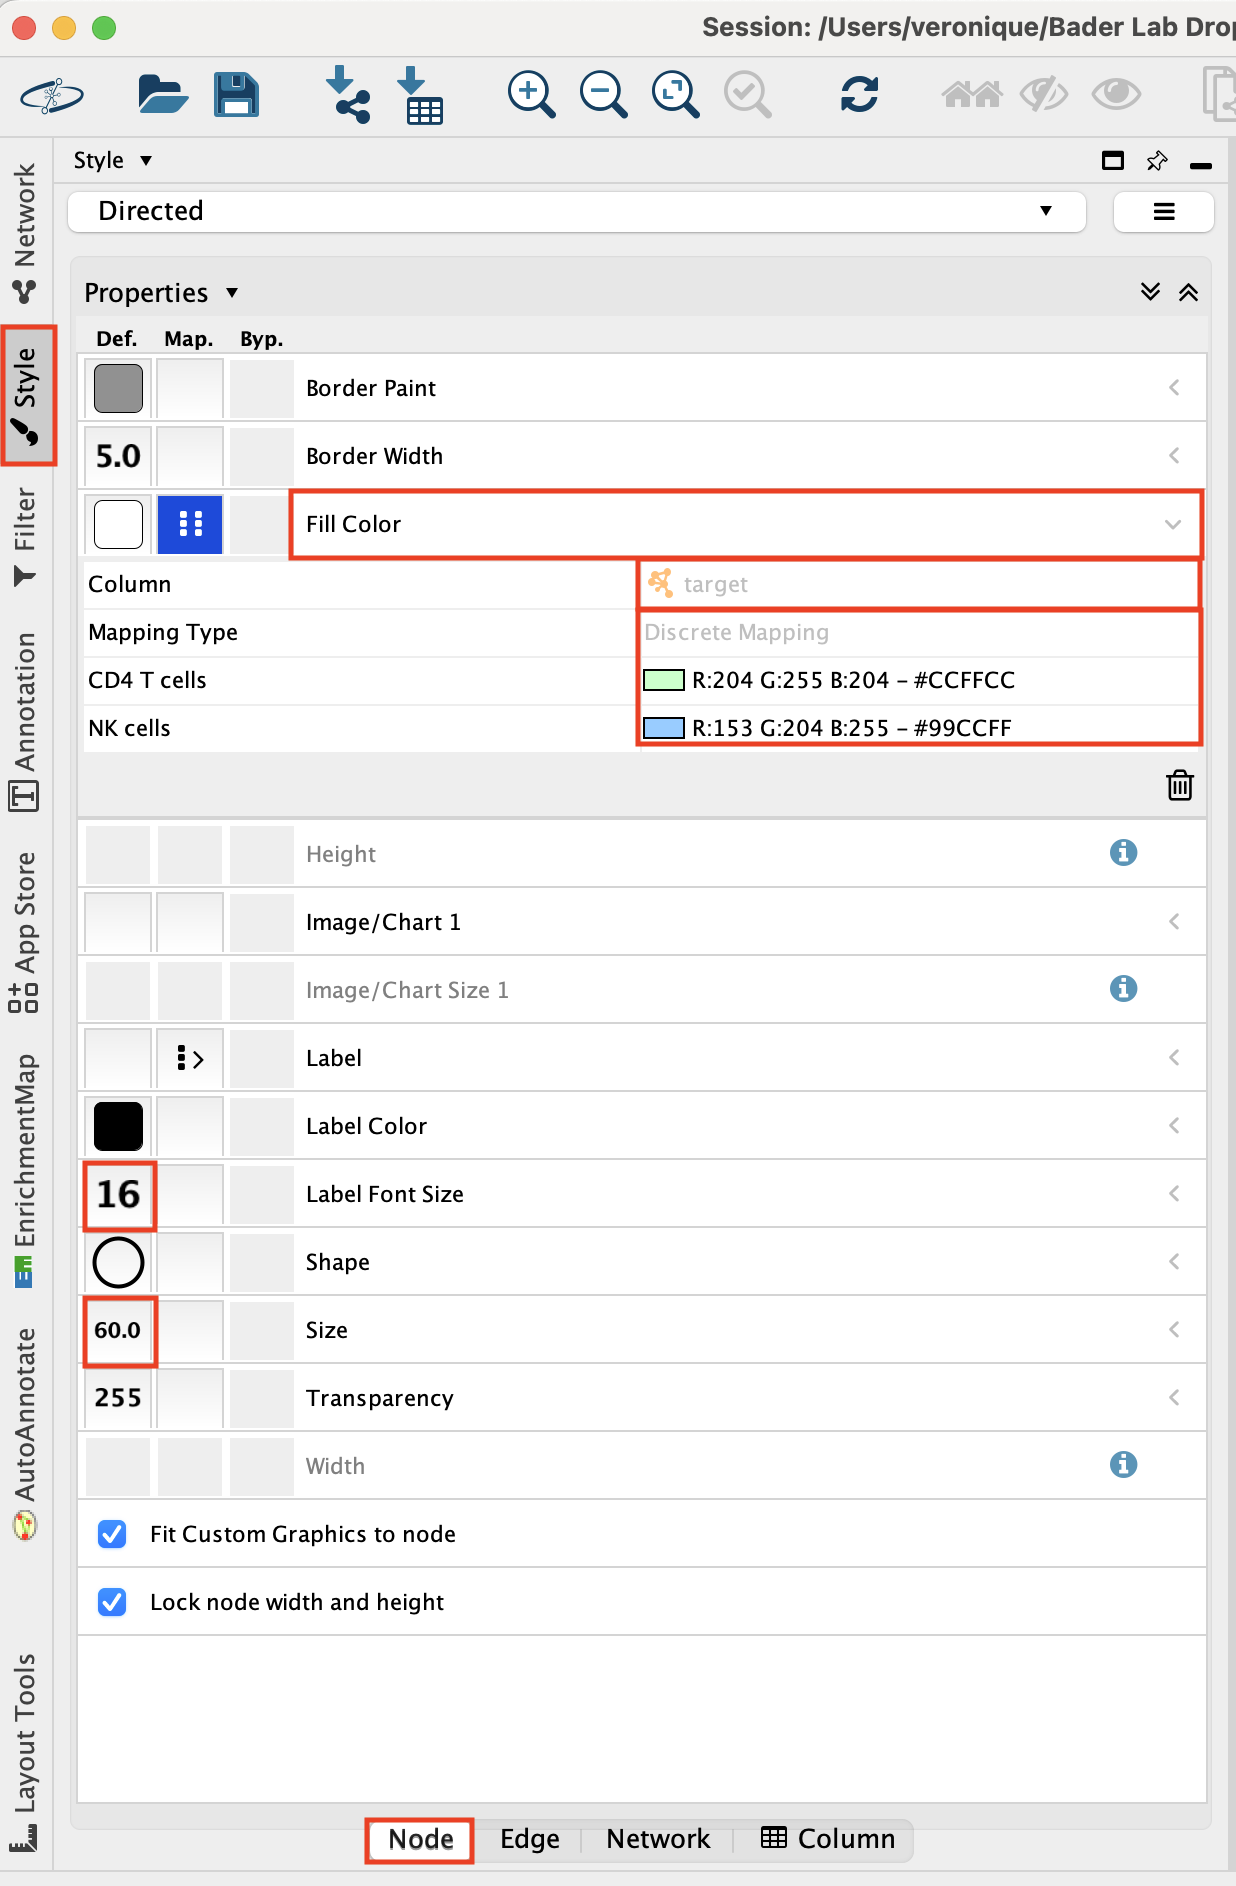 Session: /Users/veronique/Bader Lab Dro
Network
Style
Filter
Annotation
App Store
EnrichmentMap
AutoAnnotate
Layout Tools
Style
Directed
Properties
Def. Map. Byp.
Border Paint
5.0 Border Width
Fill Color
Column target
Mapping Type Discrete Mapping
CD4 T cells R:204 G:255 B:204 – #CCFFCC
NK cells R:153 G:204 B:255 – #99CCFF
Height
Image/Chart 1
Image/Chart Size 1
Label
Label Color
16 Label Font Size
Shape
60.0 Size
255 Transparency
Width
Fit Custom Graphics to node
Lock node width and height
Node Edge Network Column